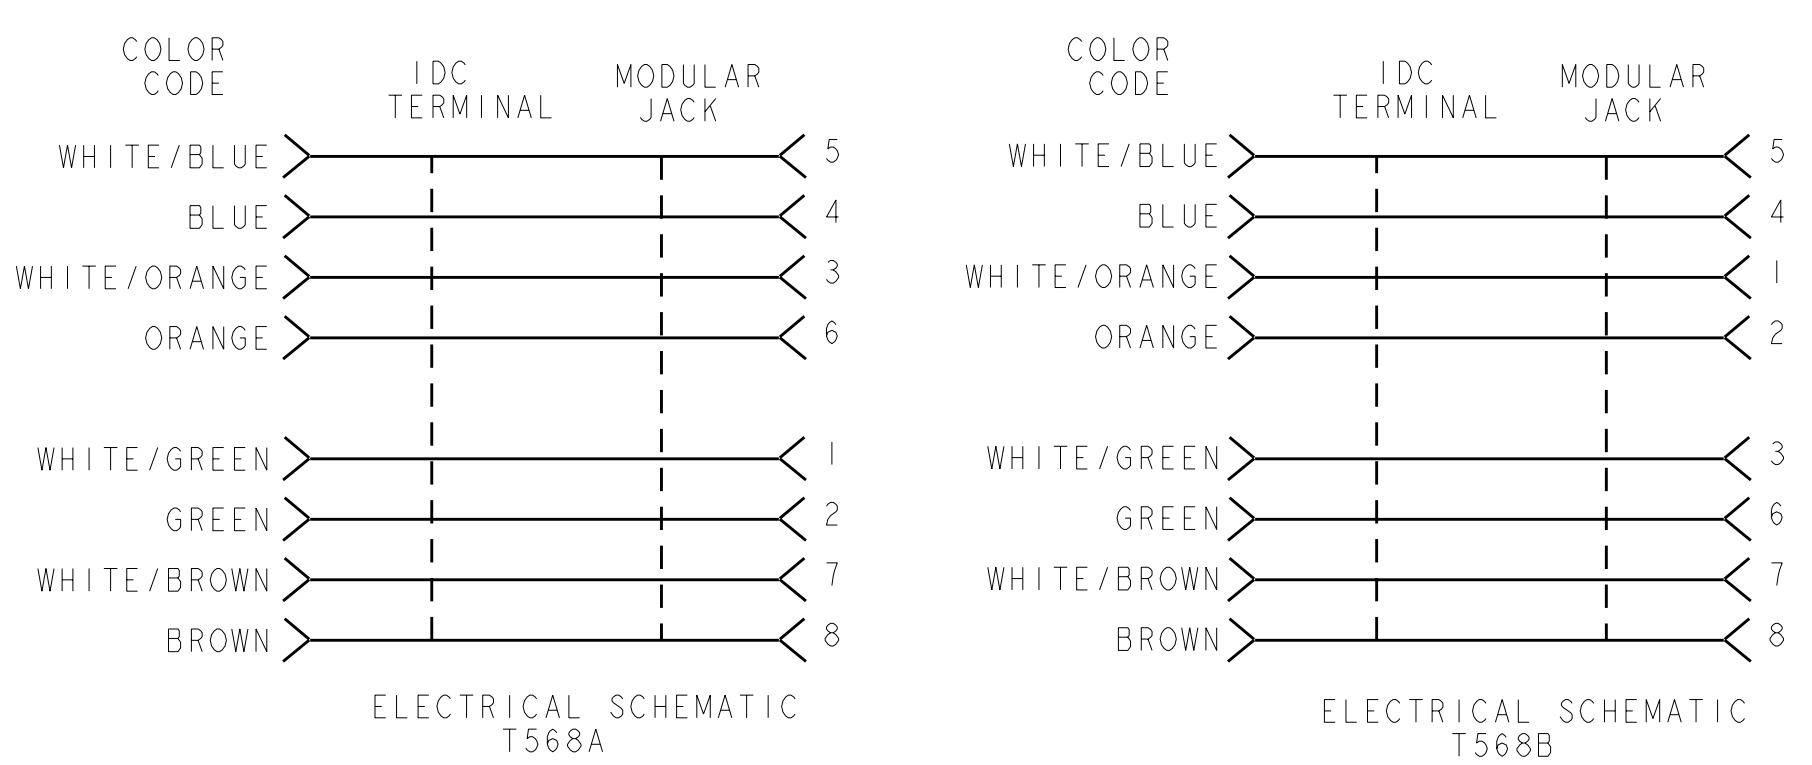 COLOR
CODE
IDC
TERMINAL
MODULAR
JACK
WHITE/BLUE 5
BLUE 4
WHITE/ORANGE 3
ORANGE 6
WHITE/GREEN 1
GREEN 2
WHITE/BROWN 7
BROWN 8
ELECTRICAL SCHEMATIC
T568A
COLOR
CODE
IDC
TERMINAL
MODULAR
JACK
WHITE/BLUE 5
BLUE 4
WHITE/ORANGE 1
ORANGE 2
WHITE/GREEN 3
GREEN 6
WHITE/BROWN 7
BROWN 8
ELECTRICAL SCHEMATIC
T568B